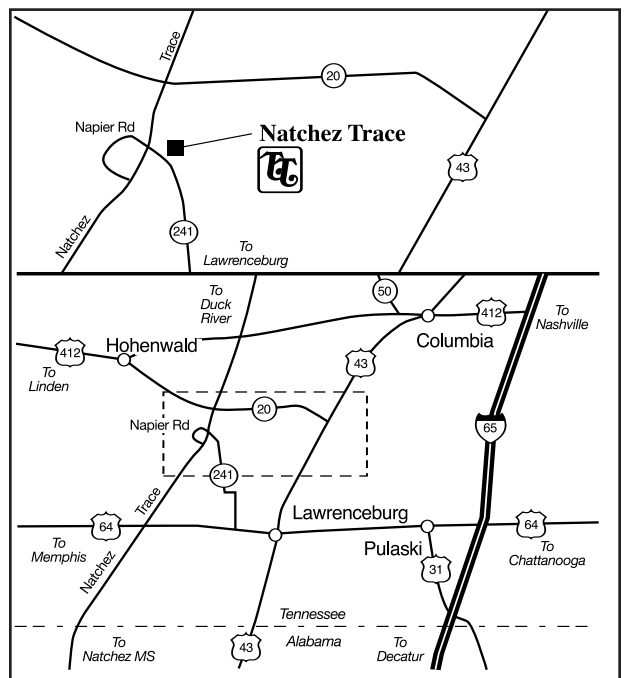 Trace
20
Napier Rd
Natchez Trace
TT
43
Natchez
241
To
Lawrenceburg
To
Duck
River
50
412
To
Nashville
Hohenwald
Columbia
412
To
Linden
43
20
Napier Rd
65
241
Trace
Lawrenceburg
64
64
To
Memphis
Pulaski
To
Chattanooga
Natchez
31
Tennessee
Alabama
To
Natchez MS
43
To
Decatur